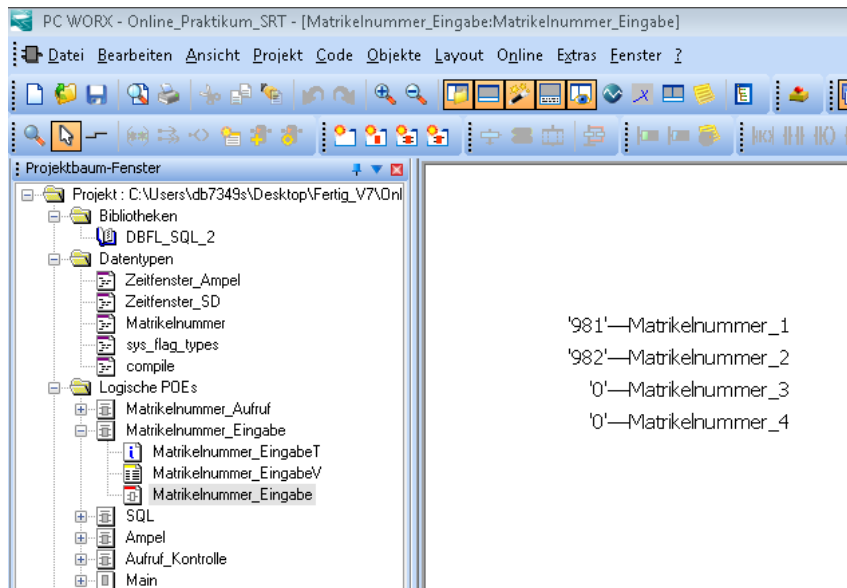 PC WORX - Online_Praktikum_SRT - [Matrikelnummer_Eingabe:Matrikelnummer_Eingabe]
Datei Bearbeiten Ansicht Projekt Code Objekte Layout Online Extras Fenster ?
Projektbaum-Fenster
Projekt : C:\Users\db7349s\Desktop\Fertig_V7\Onl
Bibliotheken
DBFL_SQL_2
Datentypen
Zeitfenster_Ampel
Zeitfenster_SD
Matrikelnummer
sys_flag_types
compile
Logische POEs
Matrikelnummer_Aufruf
Matrikelnummer_Eingabe
Matrikelnummer_EingabeT
Matrikelnummer_EingabeV
Matrikelnummer_Eingabe
SQL
Ampel
Aufruf_Kontrolle
Main
'981'—Matrikelnummer_1
'982'—Matrikelnummer_2
'0'—Matrikelnummer_3
'0'—Matrikelnummer_4